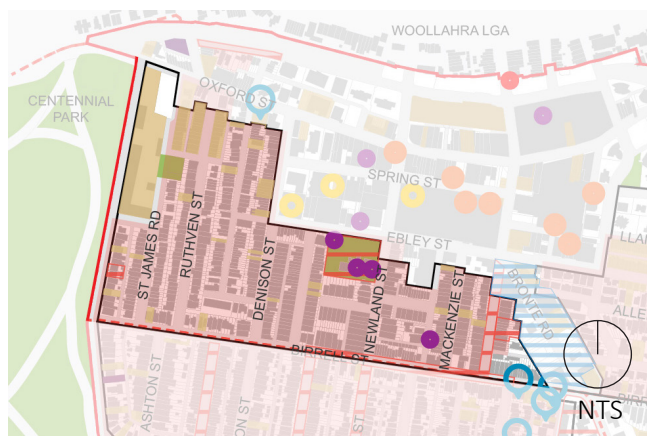 WOOLLAHRA LGA
OXFORD ST
CENTENNIAL
PARK
SPRING ST
EBLEY ST
ST JAMES RD
RUTHVEN ST
DENISON ST
NEWLAND ST
MACKENZIE ST
BRONTE RD
BIRRELL ST
ASHTON ST
NTS